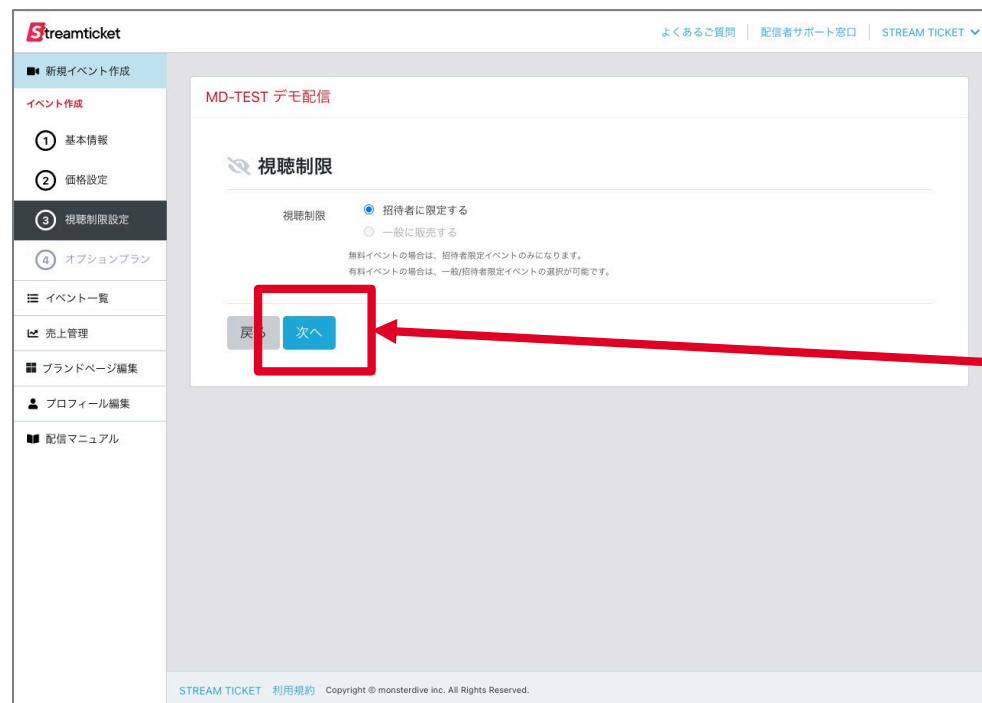 Streamticket
よくあるご質問 配信者サポート窓口 STREAM TICKET
新規イベント作成
イベント作成
1 基本情報
2 価格設定
3 視聴制限設定
4 オプションプラン
イベント一覧
売上管理
ブランドページ編集
プロフィール編集
配信マニュアル
MD-TEST デモ配信
視聴制限
視聴制限 招待者に限定する
一般に販売する
無料イベントの場合は、招待者限定イベントのみになります。
有料イベントの場合は、一般/招待者限定イベントの選択が可能です。
戻る 次へ
STREAM TICKET 利用規約 Copyright © monsterdive inc. All Rights Reserved.